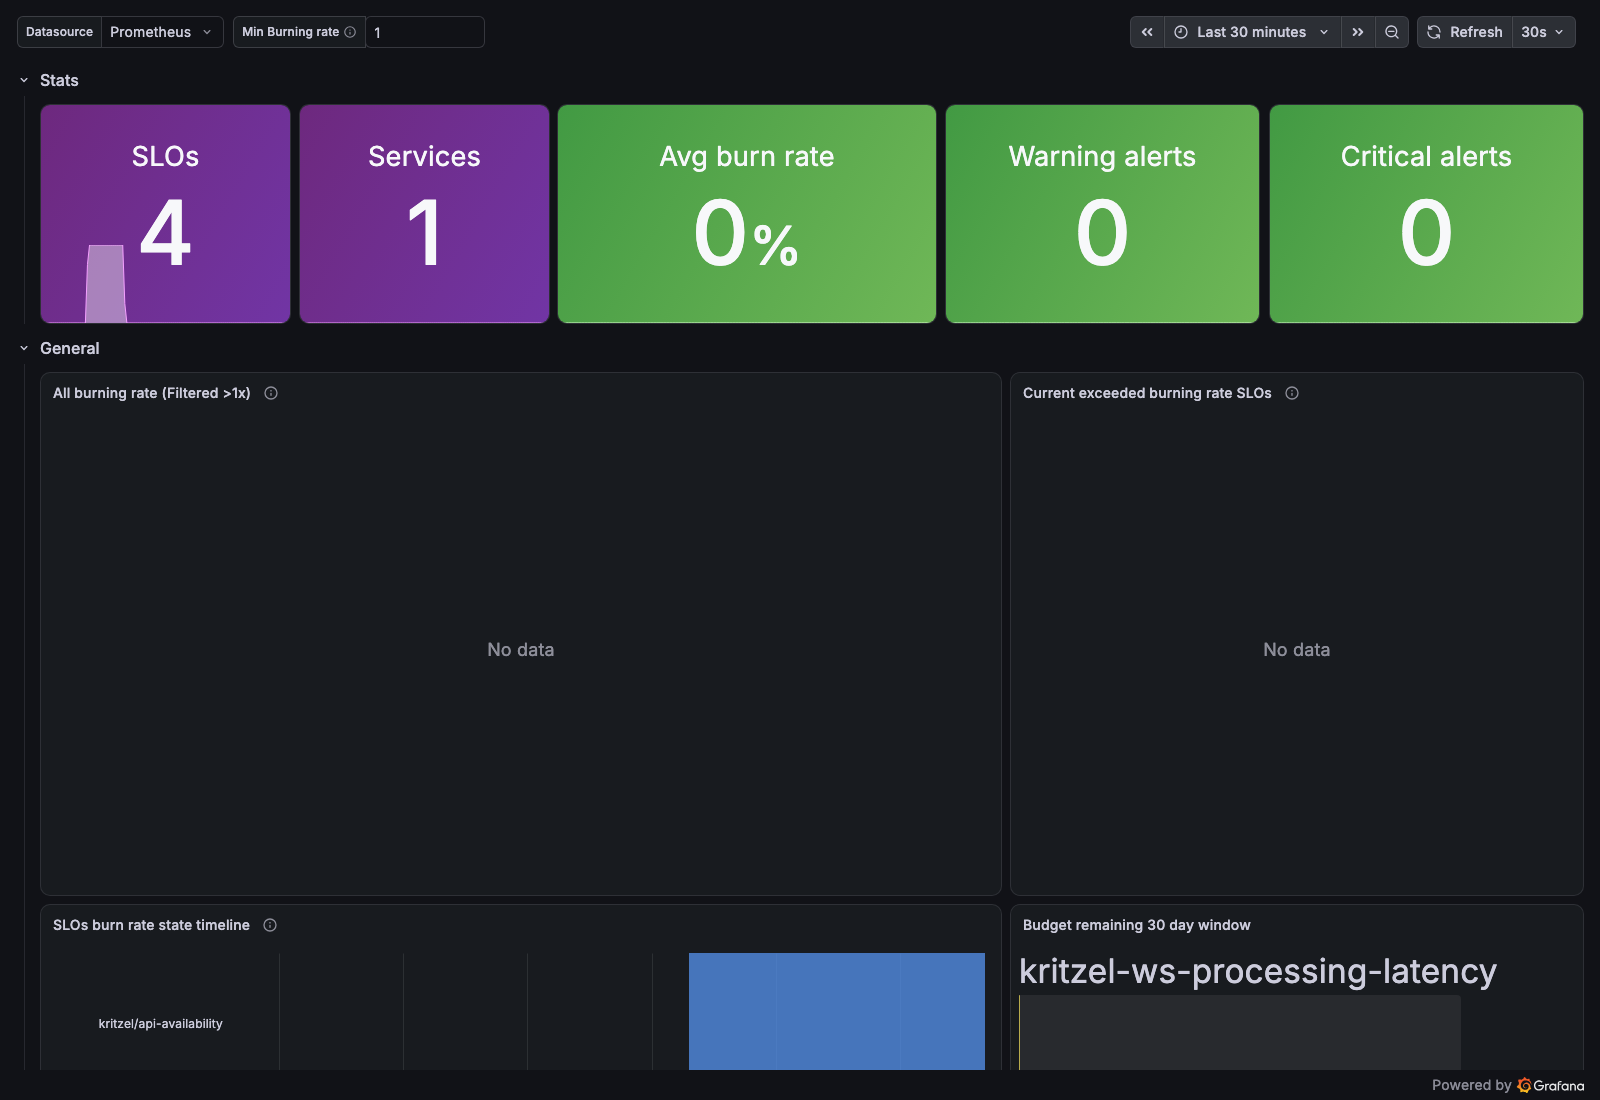 Datasource Prometheus Min Burning rate 1 Last 30 minutes Refresh 30s
Stats
SLOs
4
Services
1
Avg burn rate
0%
Warning alerts
0
Critical alerts
0
General
All burning rate (Filtered >1x)
No data
Current exceeded burning rate SLOs
No data
SLOs burn rate state timeline
kritzel/api-availability
Budget remaining 30 day window
kritzel-ws-processing-latency
Powered by Grafana